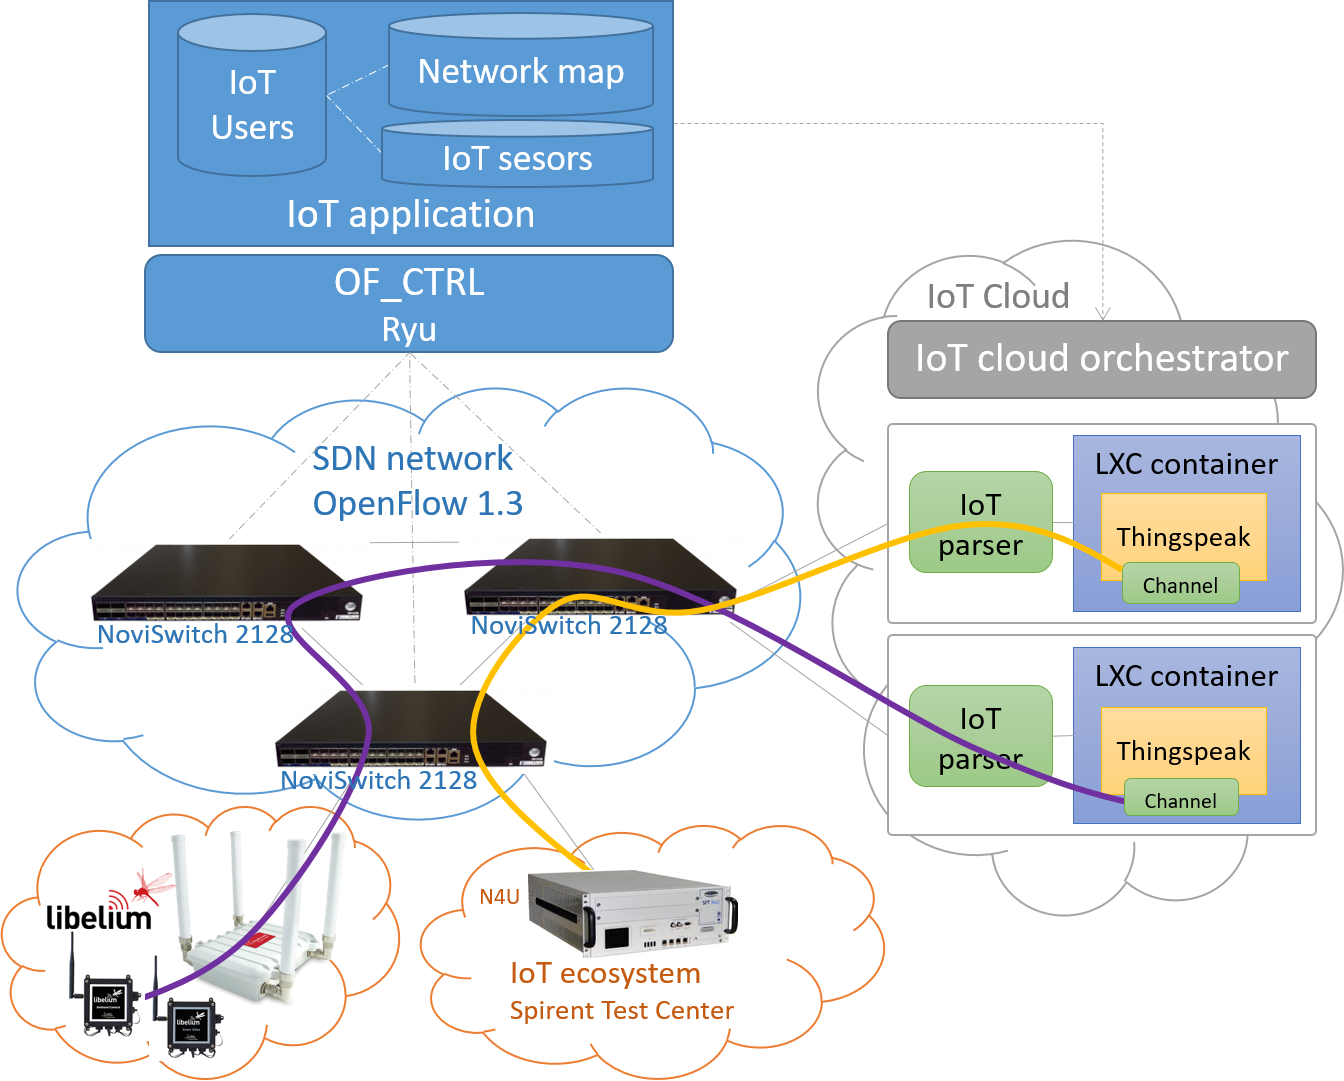 IoT
Users
Network map
IoT sesors
IoT application
OF_CTRL
Ryu
IoT Cloud
IoT cloud orchestrator
SDN network
OpenFlow 1.3
LXC container
IoT
parser
Thingspeak
Channel
NoviSwitch 2128
NoviSwitch 2128
LXC container
IoT
parser
Thingspeak
Channel
NoviSwitch 2128
libelium
N4U
libelium
libelium
IoT ecosystem
Spirent Test Center